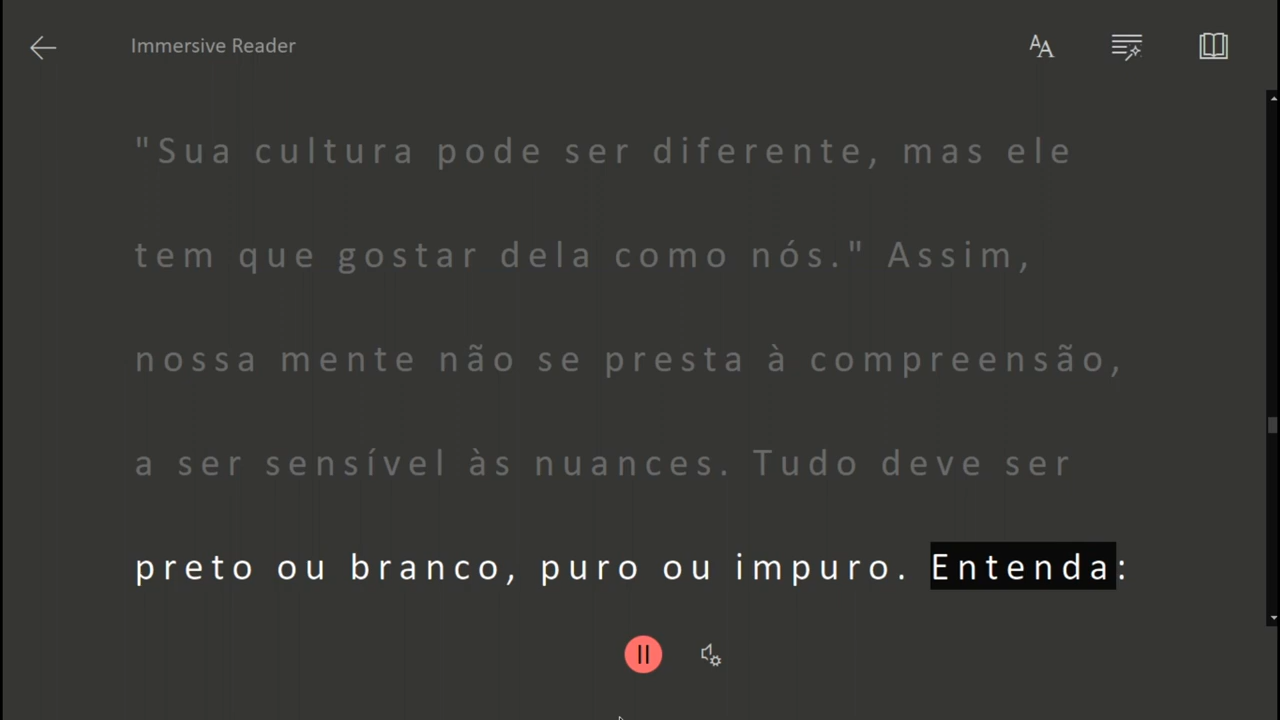 Immersive Reader
"Sua cultura pode ser diferente, mas ele
tem que gostar dela como nós." Assim,
nossa mente não se presta à compreensão,
a ser sensível às nuances. Tudo deve ser
preto ou branco, puro ou impuro. Entenda: